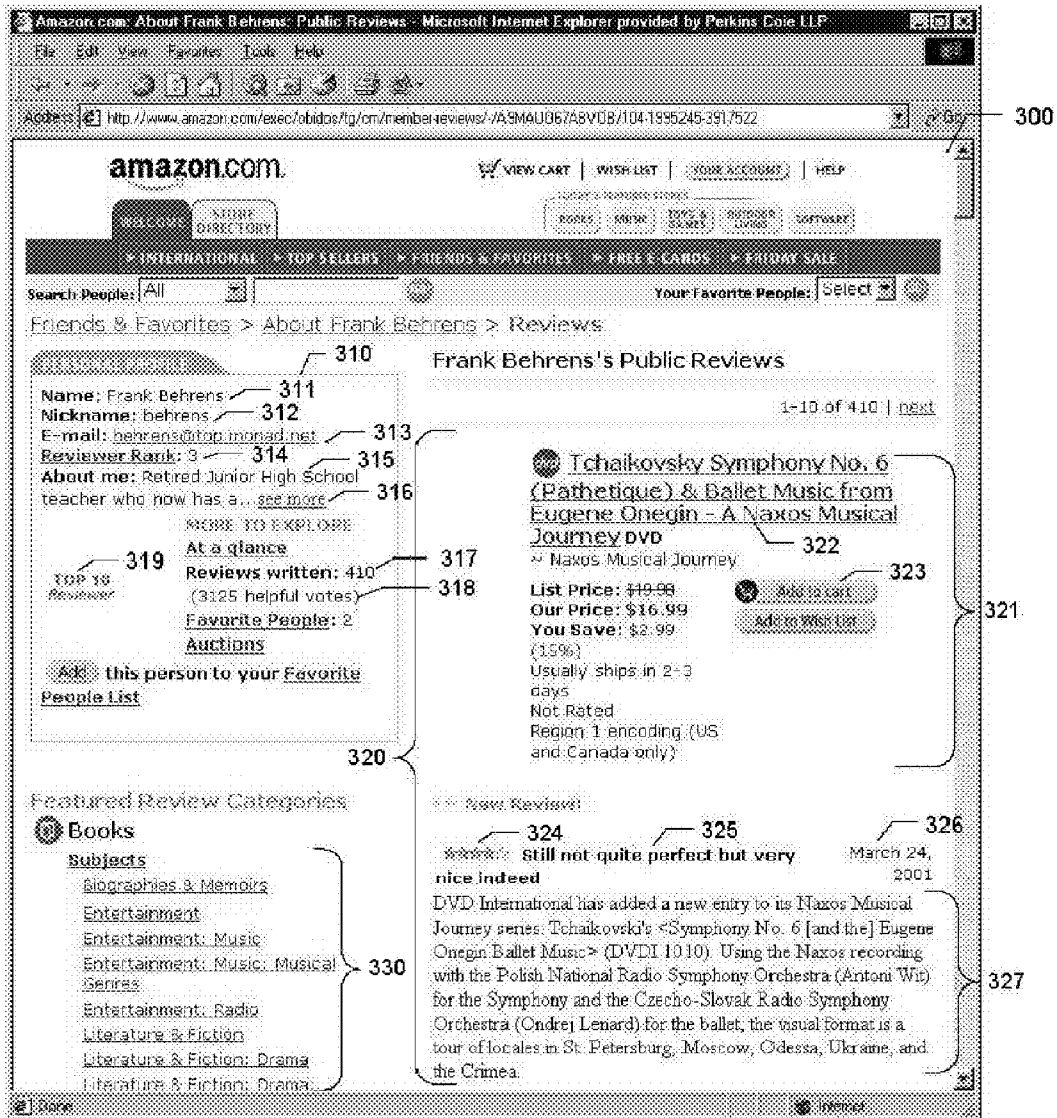 Amazon.com: About Frank Behrens: Public Reviews - Microsoft Internet Explorer provided by Perkins Coie LLP
File Edit View Favorites Tools Help
Address http://www.amazon.com/exec/obidos/tg/cm/member-reviews/-/ Go
300
amazon.com.
VIEW CART | WISH LIST | YOUR ACCOUNT | HELP
WELCOME
STORE DIRECTORY
TODAY'S FEATURED STORES
BOOKS MUSIC TOYS & GAMES OUTDOOR LIVING SOFTWARE
INTERNATIONAL TOP SELLERS FRIENDS & FAVORITES FREE E-CARDS FRIDAY SALE
Search People: All
Your Favorite People: Select
Friends & Favorites > About Frank Behrens > Reviews
310
Name: Frank Behrens 311
Nickname: behrens 312
E-mail: behrens@top.monad.net 313
Reviewer Rank: 3 314
About me: Retired Junior High School 315
teacher who now has a...see more 316
MORE TO EXPLORE
At a glance
319
TOP 10 Reviewer
Reviews written: 410 317
(3125 helpful votes) 318
Favorite People: 2
Auctions
Add this person to your Favorite
People List
320
Featured Review Categories
Books
Subjects
Biographies & Memoirs
Entertainment
Entertainment: Music
Entertainment: Music: Musical
Genres
Entertainment: Radio
Literature & Fiction
Literature & Fiction: Drama
Literature & Fiction: Drama:
330
Frank Behrens's Public Reviews
1-10 of 410 | next
Tchaikovsky Symphony No. 6
(Pathetique) & Ballet Music from
Eugene Onegin - A Naxos Musical
Journey DVD
322
~ Naxos Musical Journey
323
List Price: $19.98
Our Price: $16.99
You Save: $2.99
(15%)
Usually ships in 2-3
days
Not Rated
Region 1 encoding (US
and Canada only)
Add to Cart
Add to Wish List
321
New Review!
324 325 326
Still not quite perfect but very
nice indeed
March 24,
2001
DVD International has added a new entry to its Naxos Musical
Journey series: Tchaikovski's <Symphony No. 6 [and the] Eugene
Onegin Ballet Music> (DVDI 1010). Using the Naxos recording
with the Polish National Radio Symphony Orchestra (Antoni Wit)
for the Symphony and the Czecho-Slovak Radio Symphony
Orchestra (Ondrej Lenard) for the ballet, the visual format is a
tour of locales in St. Petersburg, Moscow, Odessa, Ukraine, and
the Crimea.
327
Done
Internet